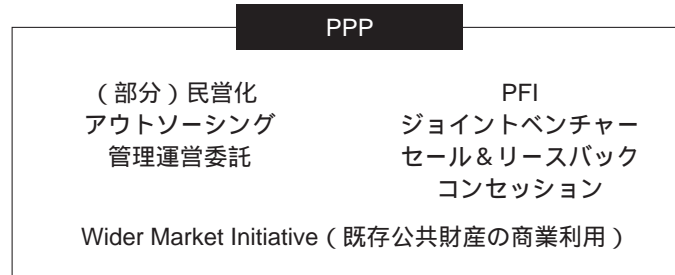 PPP
(部分)民営化
アウトソーシング
管理運営委託
PFI
ジョイントベンチャー
セール＆リースバック
コンセッション
Wider Market Initiative(既存公共財産の商業利用)